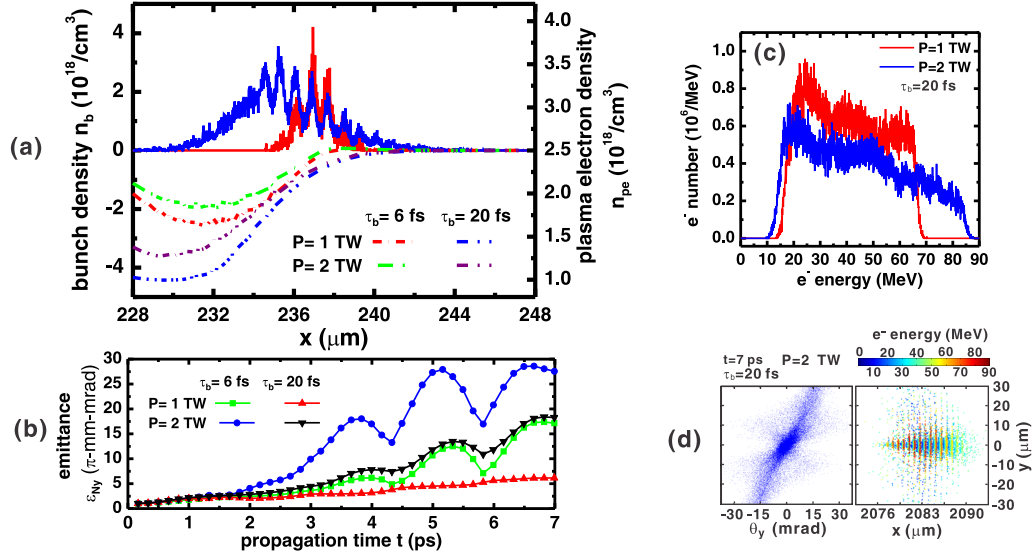 (a)
bunch density n_b (10^18/cm^3)
4
2
0
-2
-4
plasma electron density
n_pe (10^18/cm^3)
4.0
3.5
3.0
2.5
2.0
1.5
1.0
τ_b= 6 fs τ_b= 20 fs
P= 1 TW
P= 2 TW
228 232 236 240 244 248
x (μm)
(b)
emittance
ε_Ny (π-mm-mrad)
30
25
20
15
10
5
0
τ_b= 6 fs τ_b= 20 fs
P= 1 TW
P= 2 TW
0 1 2 3 4 5 6 7
propagation time t (ps)
(c)
P=1 TW
P=2 TW
τ_b=20 fs
e^- number (10^6/MeV)
1.2
1.0
0.8
0.6
0.4
0.2
0.0
0 10 20 30 40 50 60 70 80 90
e^- energy (MeV)
(d)
e^- energy (MeV)
0 10 20 30 40 50 60 70 80 90
t=7 ps P=2 TW
τ_b=20 fs
30
20
10
0
-10
-20
-30
y (μm)
-30 -15 0 15 30
θ_y (mrad)
2076 2083 2090
x (μm)